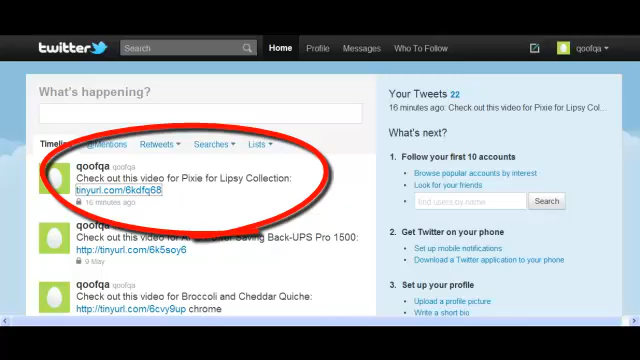 twitter
Search
Home
Profile
Messages
Who To Follow
qoofqa
What's happening?
Timeline @Mentions Retweets Searches Lists
qoofqa qoofqa
Check out this video for Pixie for Lipsy Collection:
tinyurl.com/6kdfq68
16 minutes ago
qoofqa qoofqa
Check out this video for Power Saving Back-UPS Pro 1500:
http://tinyurl.com/6k5soy6
9 May
qoofqa qoofqa
Check out this video for Broccoli and Cheddar Quiche:
http://tinyurl.com/6cvy9up chrome
Your Tweets 22
16 minutes ago: Check out this video for Pixie for Lipsy Col...
What's next?
1. Follow your first 10 accounts
Browse popular accounts by interest
Look for your friends
find users by name
Search
2. Get Twitter on your phone
Set up mobile notifications
Download a Twitter application to your phone
3. Set up your profile
Upload a profile picture
Write a short bio